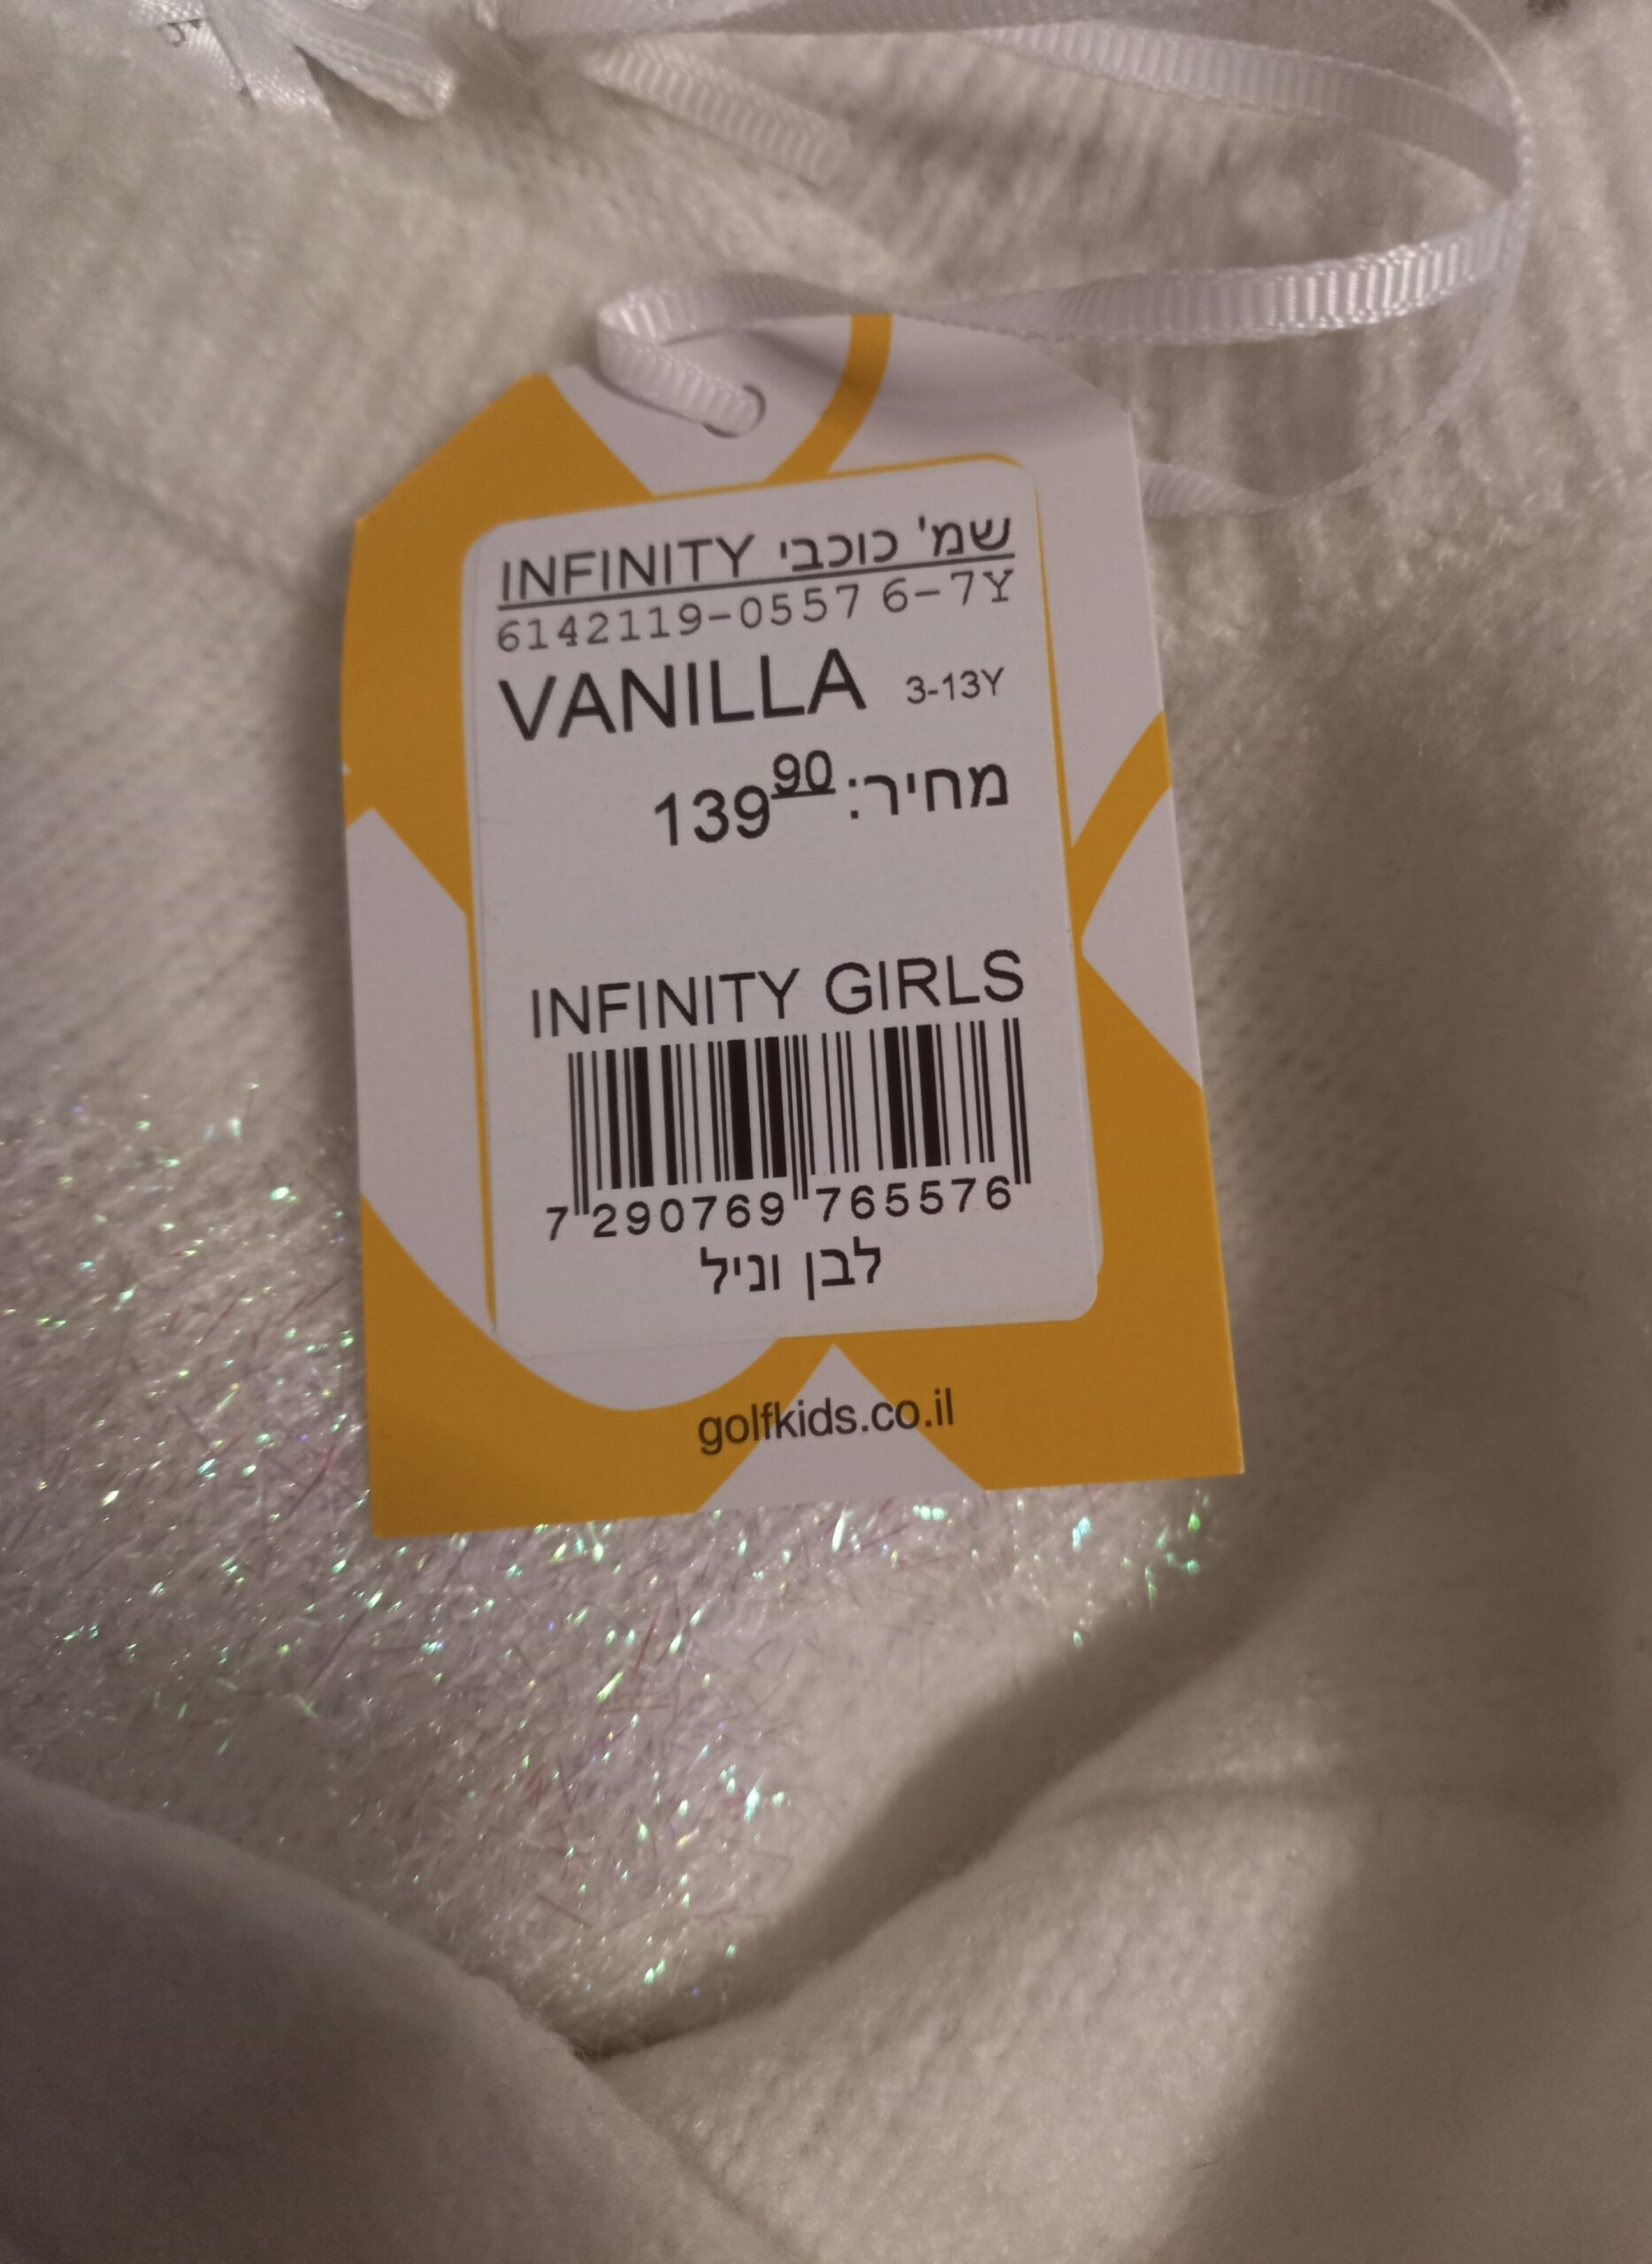 שמ' כוכבי INFINITY
6142119-0557 6-7Y
VANILLA 3-13Y
מחיר: 139.90
INFINITY GIRLS
7 290769 765576
לבן וניל
golfkids.co.il